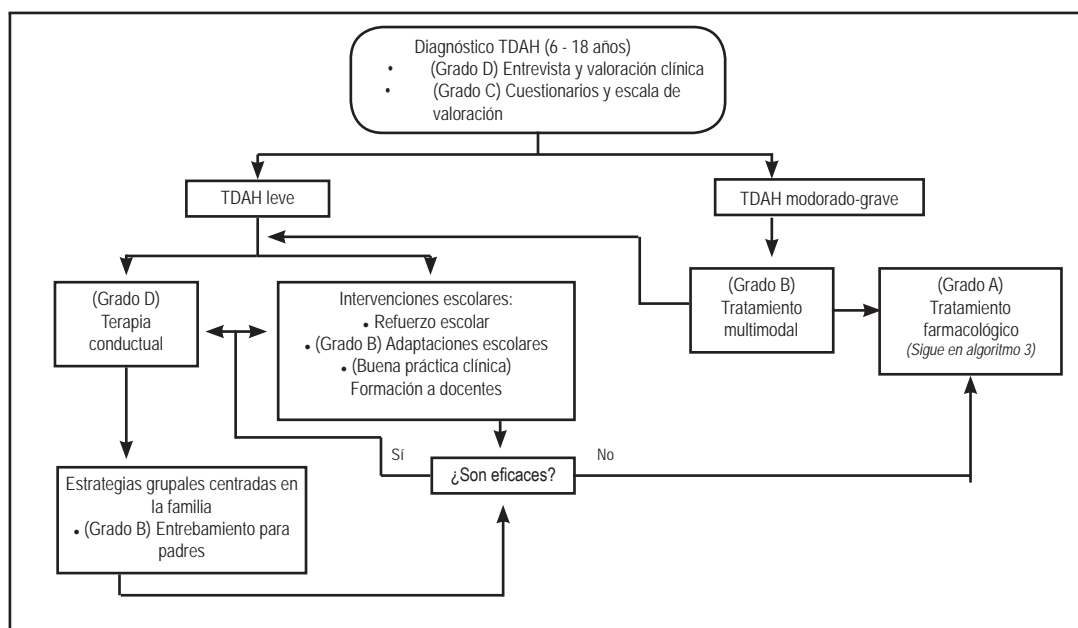 Diagnóstico TDAH (6 - 18 años)
• (Grado D) Entrevista y valoración clínica
• (Grado C) Cuestionarios y escala de
valoración
TDAH leve
TDAH modorado-grave
(Grado D)
Terapia
conductual
Intervenciones escolares:
• Refuerzo escolar
• (Grado B) Adaptaciones escolares
• (Buena práctica clínica)
Formación a docentes
(Grado B)
Tratamiento
multimodal
(Grado A)
Tratamiento
farmacológico
(Sigue en algoritmo 3)
Sí
¿Son eficaces?
No
Estrategias grupales centradas en
la familia
• (Grado B) Entrebamiento para
padres